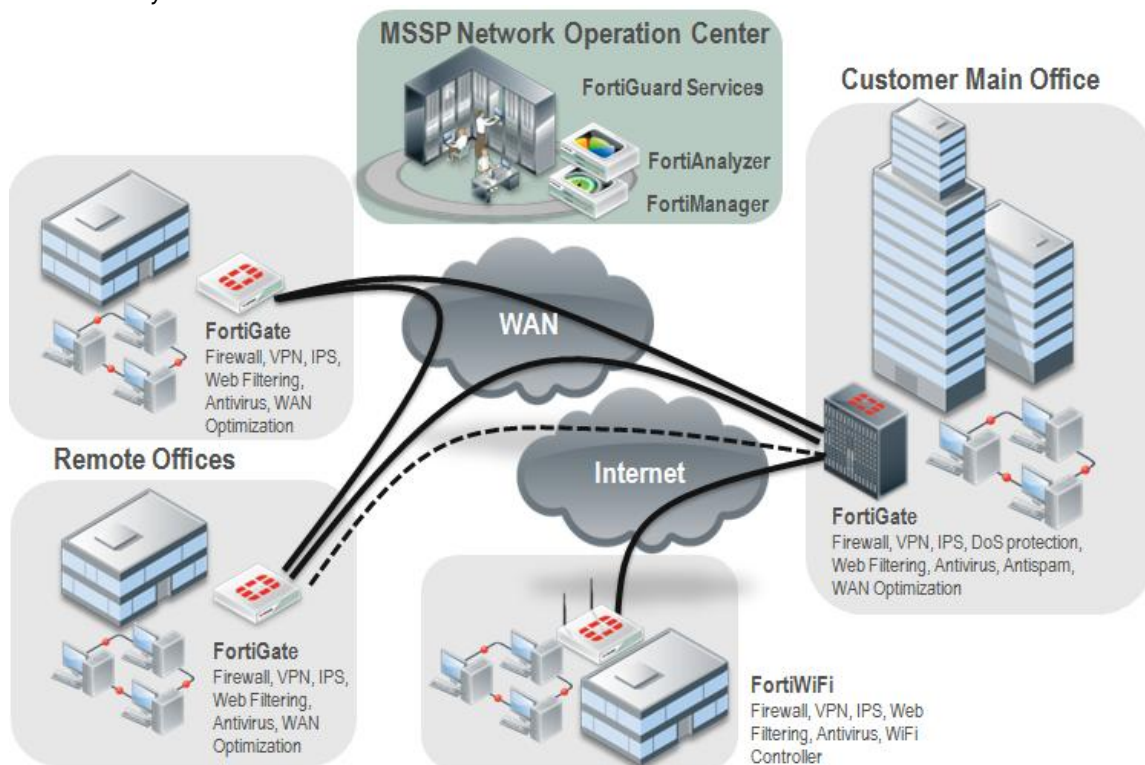 MSSP Network Operation Center
FortiGuard Services
FortiAnalyzer
FortiManager
Customer Main Office
FortiGate
Firewall, VPN, IPS,
Web Filtering,
Antivirus, WAN
Optimization
WAN
Remote Offices
Internet
FortiGate
Firewall, VPN, IPS, DoS protection,
Web Filtering, Antivirus, Antispam,
WAN Optimization
FortiGate
Firewall, VPN, IPS,
Web Filtering,
Antivirus, WAN
Optimization
FortiWiFi
Firewall, VPN, IPS, Web
Filtering, Antivirus, WiFi
Controller